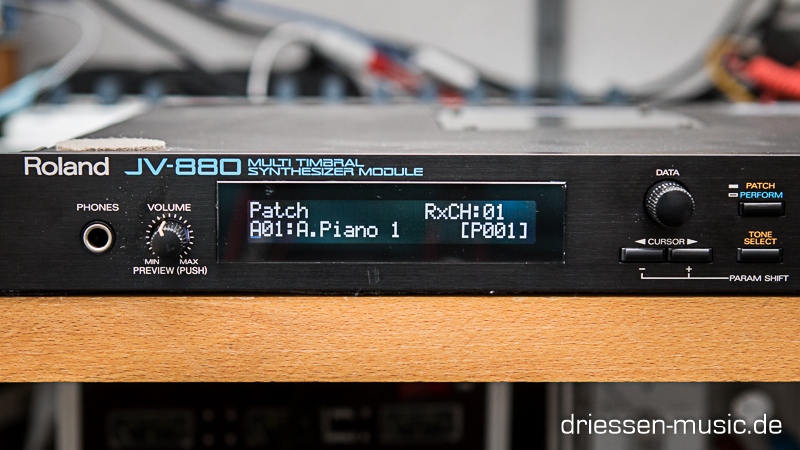 Roland JV-880 MULTI TIMBRAL
SYNTHESIZER MODULE
PHONES
VOLUME
MIN MAX
PREVIEW (PUSH)
Patch RxCH:01
A01:A.Piano 1 [P001]
DATA
◄ CURSOR ►
- +
PARAM SHIFT
PATCH
PERFORM
TONE
SELECT
driessen-music.de